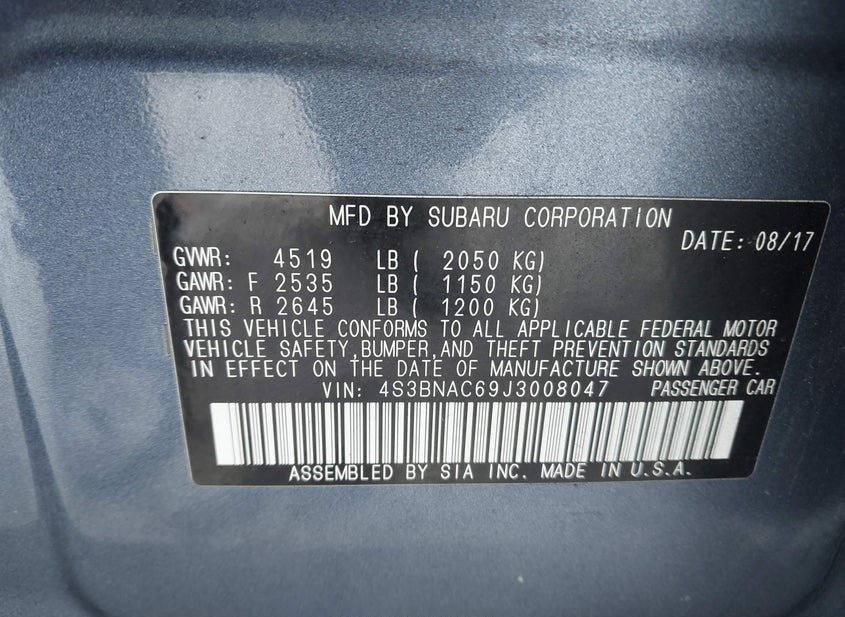 MFD BY SUBARU CORPORATION
DATE: 08/17
GVWR: 4519 LB ( 2050 KG)
GAWR: F 2535 LB ( 1150 KG)
GAWR: R 2645 LB ( 1200 KG)
THIS VEHICLE CONFORMS TO ALL APPLICABLE FEDERAL MOTOR
VEHICLE SAFETY,BUMPER,AND THEFT PREVENTION STANDARDS
IN EFFECT ON THE DATE OF MANUFACTURE SHOWN ABOVE.
VIN: 4S3BNAC69J3008047 PASSENGER CAR
ASSEMBLED BY SIA INC. MADE IN U.S.A.